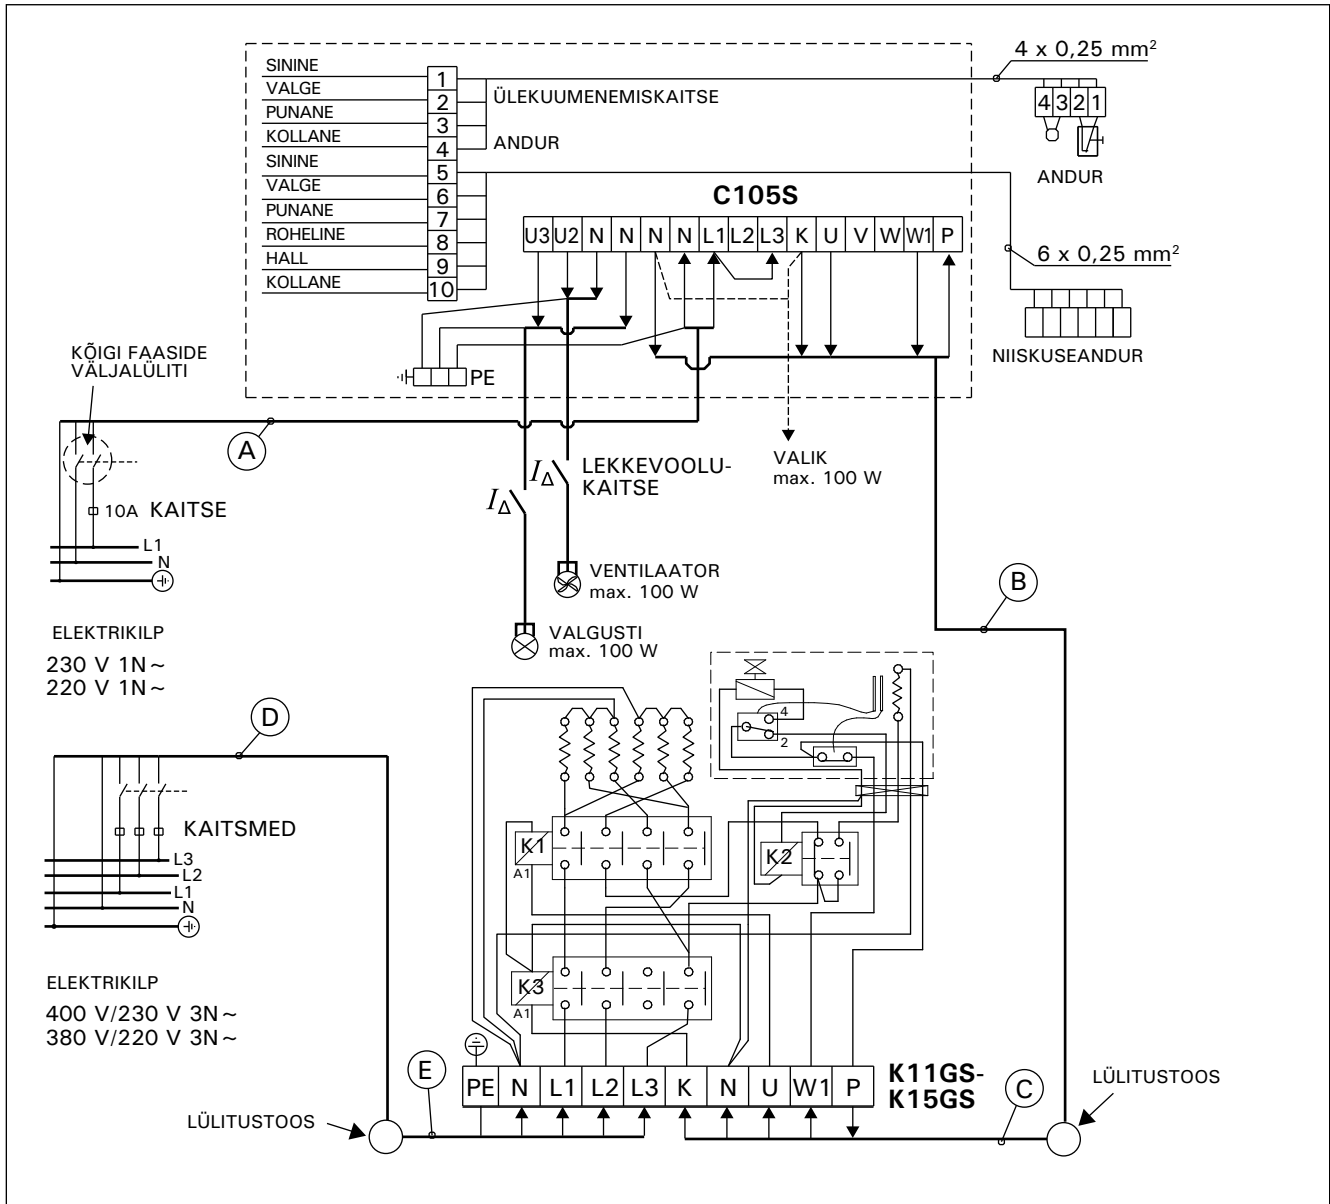 4 x 0,25 mm²
SININE
VALGE
PUNANE
KOLLANE
SININE
VALGE
PUNANE
ROHELINE
HALL
KOLLANE
1
2
3
4
5
6
7
8
9
10
ÜLEKUUMENEMISKAITSE
ANDUR
4 3 2 1
ANDUR
C105S
U3 U2 N N N N L1 L2 L3 K U V W W1 P
6 x 0,25 mm²
NIISKUSEANDUR
KÕIGI FAASIDE
VÄLJALÜLITI
PE
A
VALIK
max. 100 W
I∆
LEKKEVOOLU-
KAITSE
I∆
10A KAITSE
L1
N
VENTILAATOR
max. 100 W
B
VALGUSTI
max. 100 W
ELEKTRIKILP
230 V 1N~
220 V 1N~
D
4
2
KAITSMED
L3
L2
L1
N
K1
A1
K2
K3
A1
ELEKTRIKILP
400 V/230 V 3N~
380 V/220 V 3N~
E
PE N L1 L2 L3 K N U W1 P
K11GS-
K15GS
C
LÜLITUSTOOS
LÜLITUSTOOS